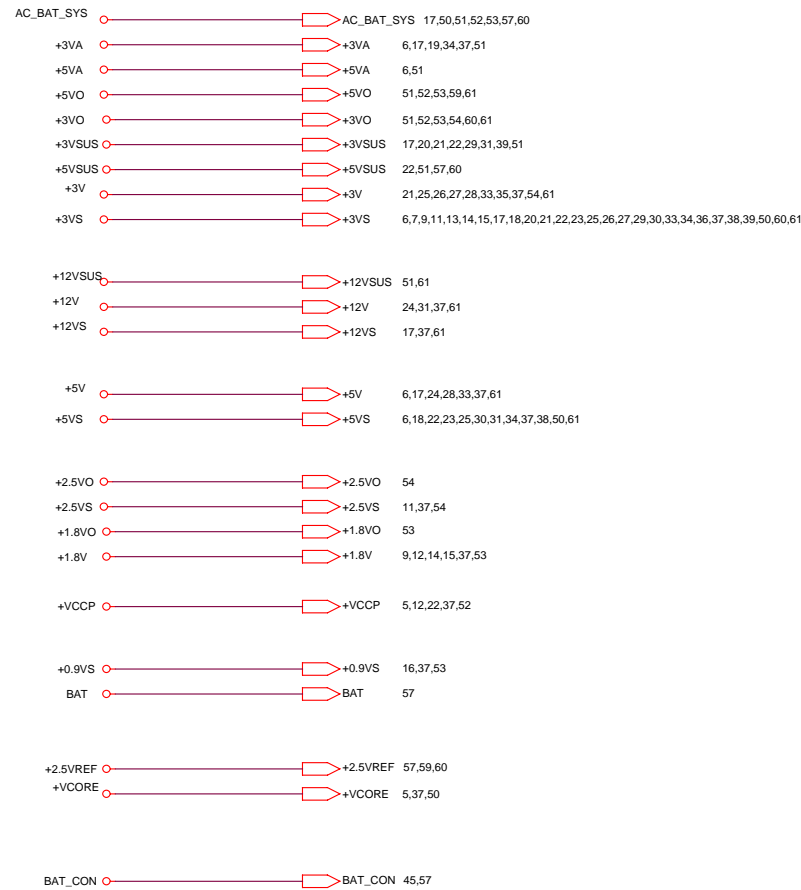 AC_BAT_SYS AC_BAT_SYS 17,50,51,52,53,57,60
+3VA +3VA 6,17,19,34,37,51
+5VA +5VA 6,51
+5VO +5VO 51,52,53,59,61
+3VO +3VO 51,52,53,54,60,61
+3VSUS +3VSUS 17,20,21,22,29,31,39,51
+5VSUS +5VSUS 22,51,57,60
+3V +3V 21,25,26,27,28,33,35,37,54,61
+3VS +3VS 6,7,9,11,13,14,15,17,18,20,21,22,23,25,26,27,29,30,33,34,36,37,38,39,50,60,61
+12VSUS +12VSUS 51,61
+12V +12V 24,31,37,61
+12VS +12VS 17,37,61
+5V +5V 6,17,24,28,33,37,61
+5VS +5VS 6,18,22,23,25,30,31,34,37,38,50,61
+2.5VO +2.5VO 54
+2.5VS +2.5VS 11,37,54
+1.8VO +1.8VO 53
+1.8V +1.8V 9,12,14,15,37,53
+VCCP +VCCP 5,12,22,37,52
+0.9VS +0.9VS 16,37,53
BAT BAT 57
+2.5VREF +2.5VREF 57,59,60
+VCORE +VCORE 5,37,50
BAT_CON BAT_CON 45,57